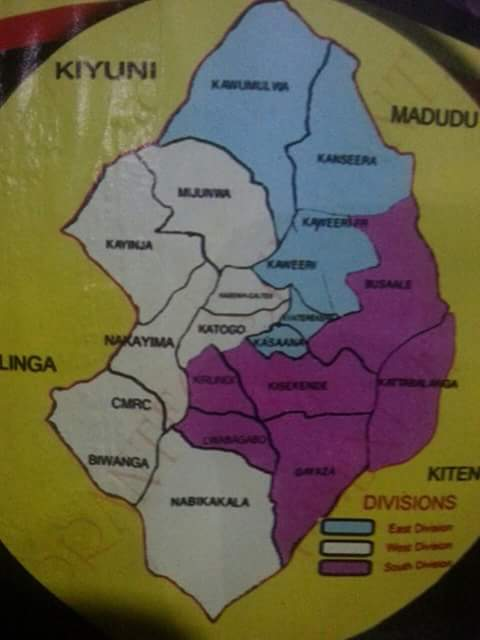 KIYUNI
KAWUMULWA
MADUDU
KANSEERA
MIJUNWA
KAYINJA
KAWEERI
BUSAALE
KATOGO
KASAANA
NAKAYIMA
LINGA
KIRUNGI
KISEKENDE
KATTABALANGA
CMRC
LWABAGABO
BIWANGA
GAYAZA
KITEN
NABIKAKALA
DIVISIONS
East Division
West Division
South Division